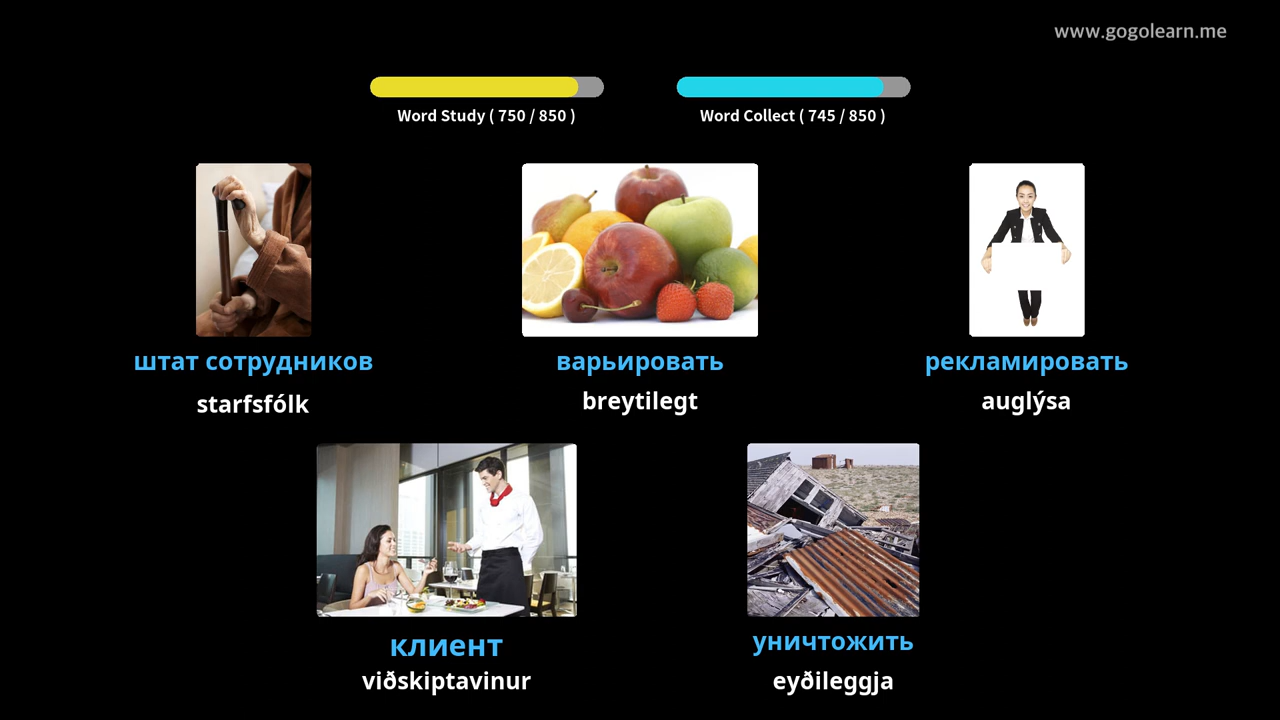 www.gogolearn.me
Word Study ( 750 / 850 )
Word Collect ( 745 / 850 )
штат сотрудников
starfsfólk
варьировать
breytilegt
рекламировать
auglýsa
клиент
viðskiptavinur
уничтожить
eyðileggja